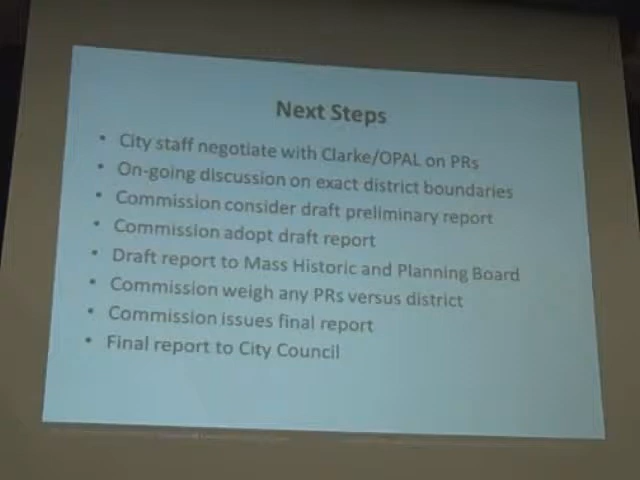 Next Steps
• City staff negotiate with Clarke/OPAL on PRs
• On-going discussion on exact district boundaries
• Commission consider draft preliminary report
• Commission adopt draft report
• Draft report to Mass Historic and Planning Board
• Commission weigh any PRs versus district
• Commission issues final report
• Final report to City Council